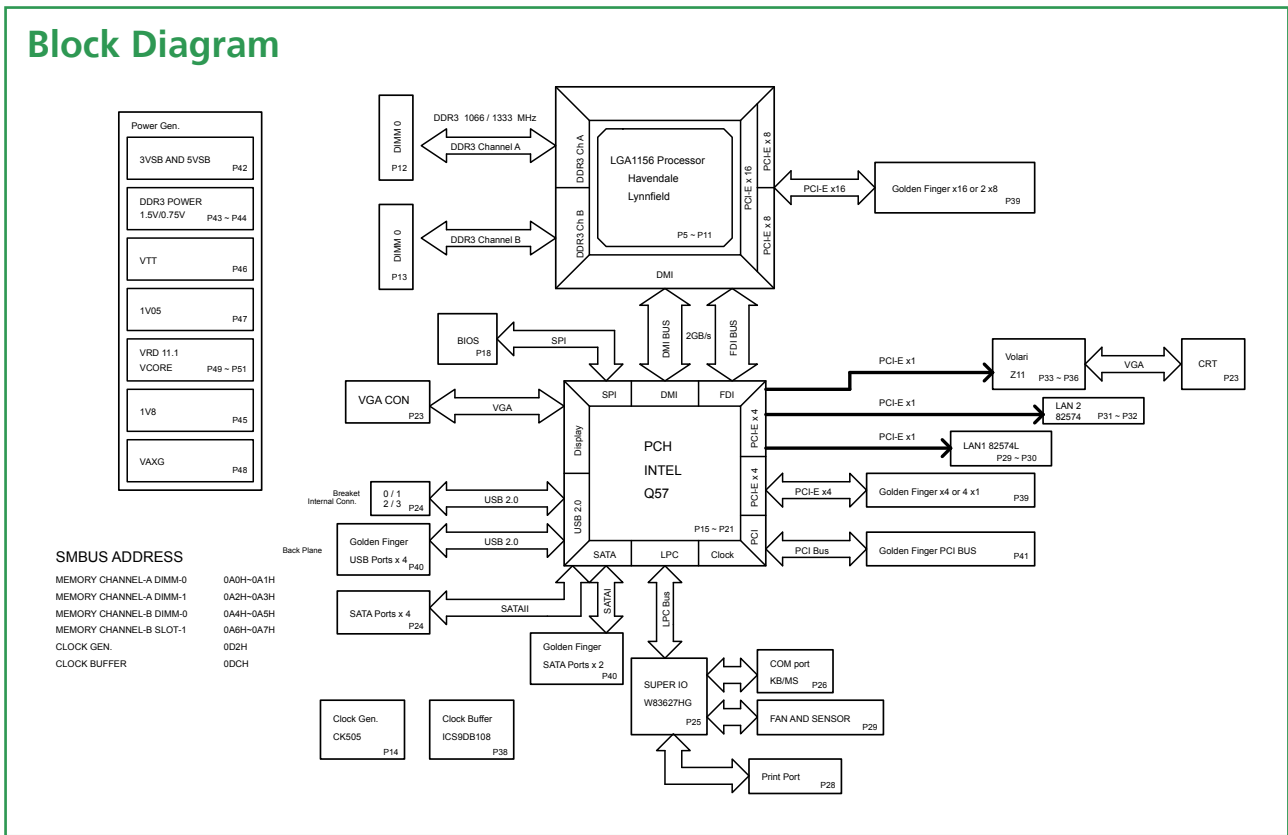 Block Diagram
Power Gen.
3VSB AND 5VSB
P42
DDR3 POWER
1.5V/0.75V
P43 ~ P44
VTT
P46
1V05
P47
VRD 11.1
VCORE
P49 ~ P51
1V8
P45
VAXG
P48
DIMM 0
P12
DDR3 1066 / 1333 MHz
DDR3 Channel A
DIMM 0
P13
DDR3 Channel B
DDR3 Ch A
DDR3 Ch B
LGA1156 Processor
Havendale
Lynnfield
P5 ~ P11
PCI-E x 16
PCI-E x 8
PCI-E x 8
DMI
PCI-E x16
Golden Finger x16 or 2 x8
P39
DMI BUS
2GB/s
FDI BUS
BIOS
P18
SPI
VGA CON
P23
VGA
SPI
DMI
FDI
Display
USB 2.0
PCH
INTEL
Q57
P15 ~ P21
PCI-E x 4
PCI-E x 4
PCI
SATA
LPC
Clock
PCI-E x1
Volari
Z11
P33 ~ P36
VGA
CRT
P23
PCI-E x1
LAN 2
82574
P31 ~ P32
PCI-E x1
LAN1 82574L
P29 ~ P30
PCI-E x4
Golden Finger x4 or 4 x1
P39
PCI Bus
Golden Finger PCI BUS
P41
Breaket
Internal Conn.
0 / 1
2 / 3
P24
USB 2.0
Back Plane
Golden Finger
USB Ports x 4
P40
USB 2.0
SATA Ports x 4
P24
SATAII
SATAI
Golden Finger
SATA Ports x 2
P40
LPC Bus
SUPER IO
W83627HG
P25
COM port
KB/MS
P26
FAN AND SENSOR
P29
Print Port
P28
SMBUS ADDRESS
MEMORY CHANNEL-A DIMM-0 0A0H~0A1H
MEMORY CHANNEL-A DIMM-1 0A2H~0A3H
MEMORY CHANNEL-B DIMM-0 0A4H~0A5H
MEMORY CHANNEL-B SLOT-1 0A6H~0A7H
CLOCK GEN. 0D2H
CLOCK BUFFER 0DCH
Clock Gen.
CK505
P14
Clock Buffer
ICS9DB108
P38